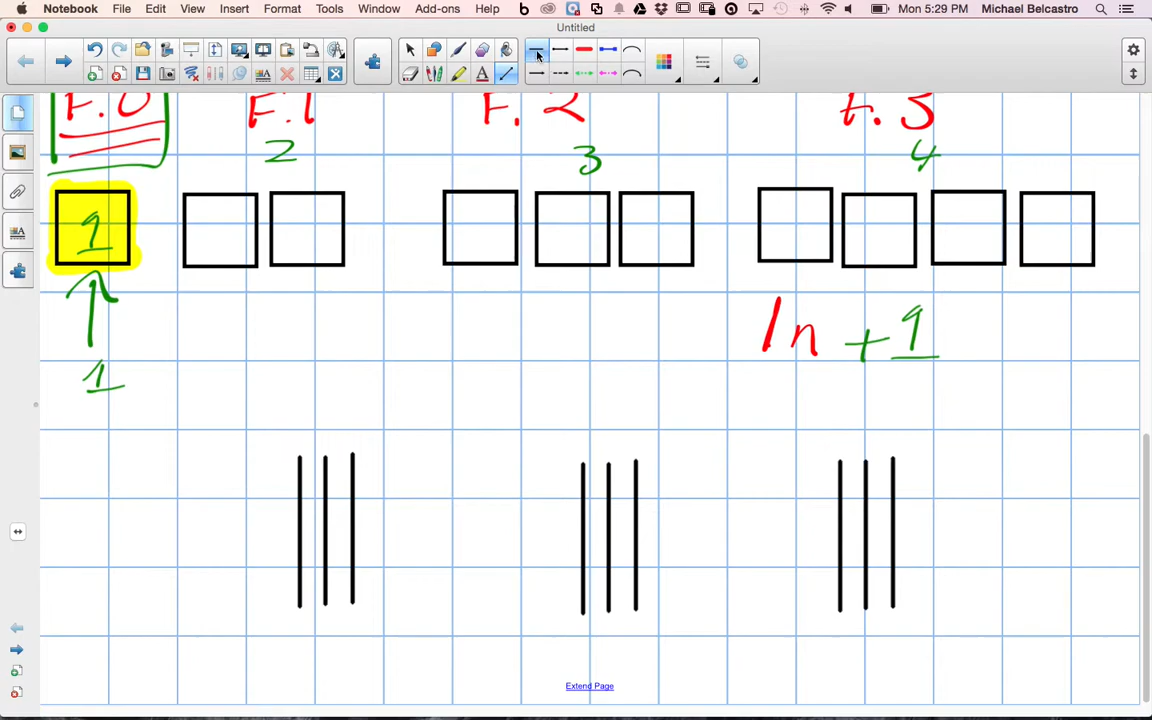 Notebook File Edit View Insert Format Tools Window Add-ons Help Mon 5:29 PM Michael Belcastro
Untitled
F.0 F.1 F. 2 F. 3
2 3 4
1
1n +1
1
Extend Page